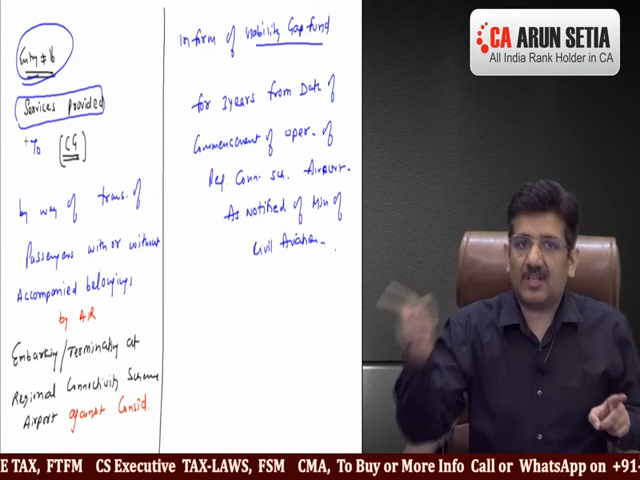 Entry # 16
Services provided
To CG
by way of trans. of
Passengers with or without
Accompanied belongings
by AIR
Embarking/Terminating at
Regional Connectivity Scheme
Airport against Consid.
In form of Viability Gap fund
for 3 years from Date of
Commencement of oper. of
Reg. Conn. sch. Airport.
As notified of Min of
Civil Aviation.
CA ARUN SETIA
All India Rank Holder in CA
E TAX, FTFM CS Executive TAX-LAWS, FSM CMA, To Buy or More Info Call or WhatsApp on +91-